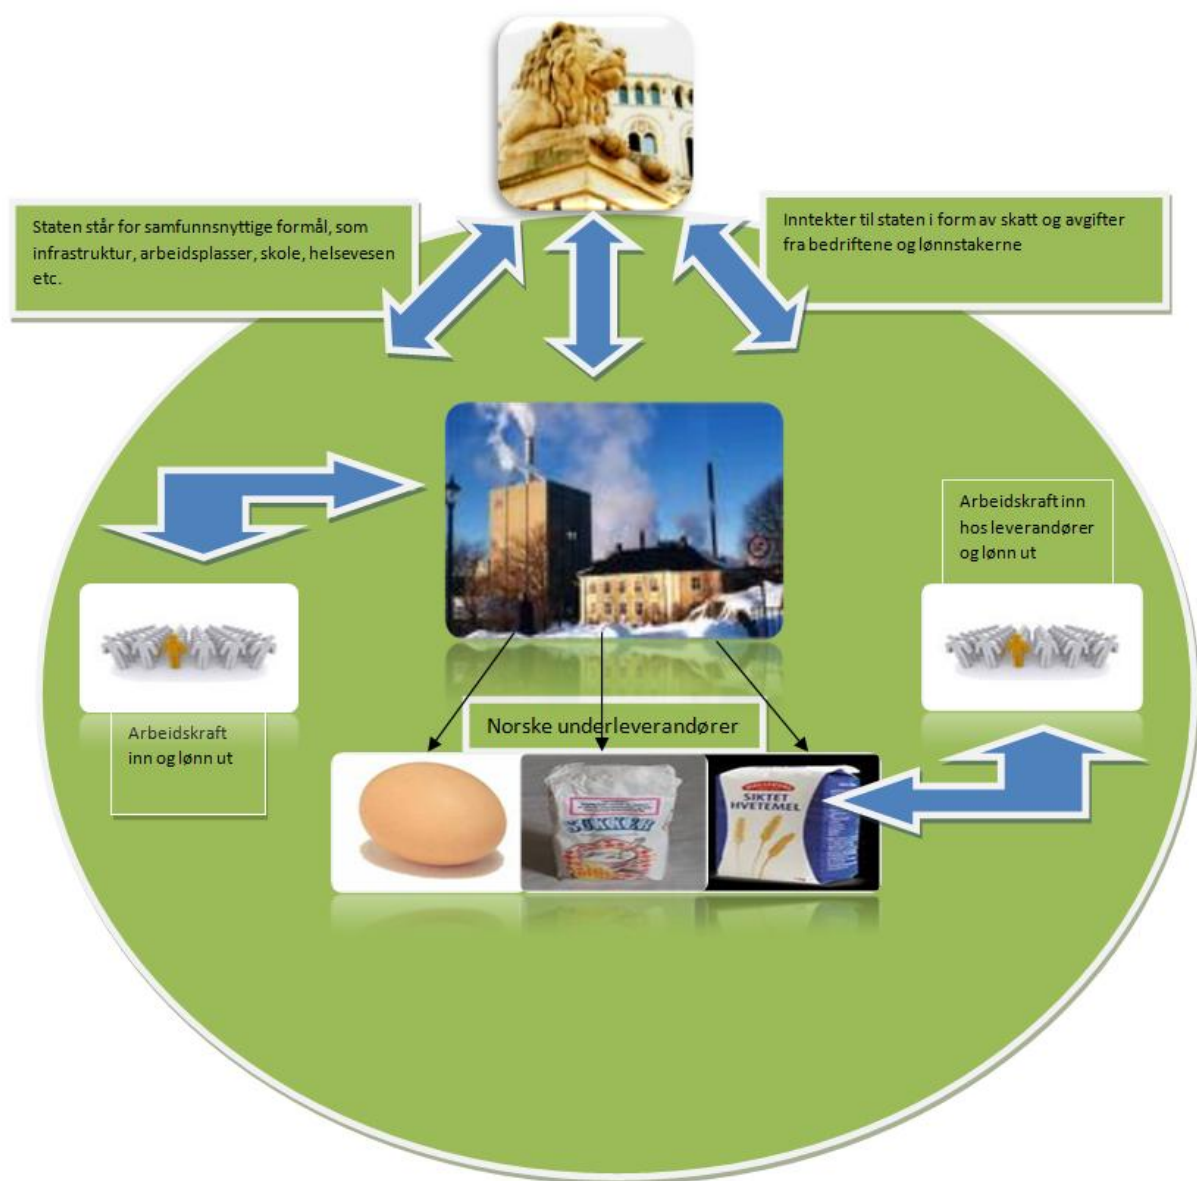 Staten står for samfunnsnyttige formål, som
infrastruktur, arbeidsplasser, skole, helsevesen
etc.
Inntekter til staten i form av skatt og avgifter
fra bedriftene og lønnstakerne
Arbeidskraft inn
hos leverandører
og lønn ut
Arbeidskraft
inn og lønn ut
Norske underleverandører
SUKKER
SIKTET
HVETEMEL